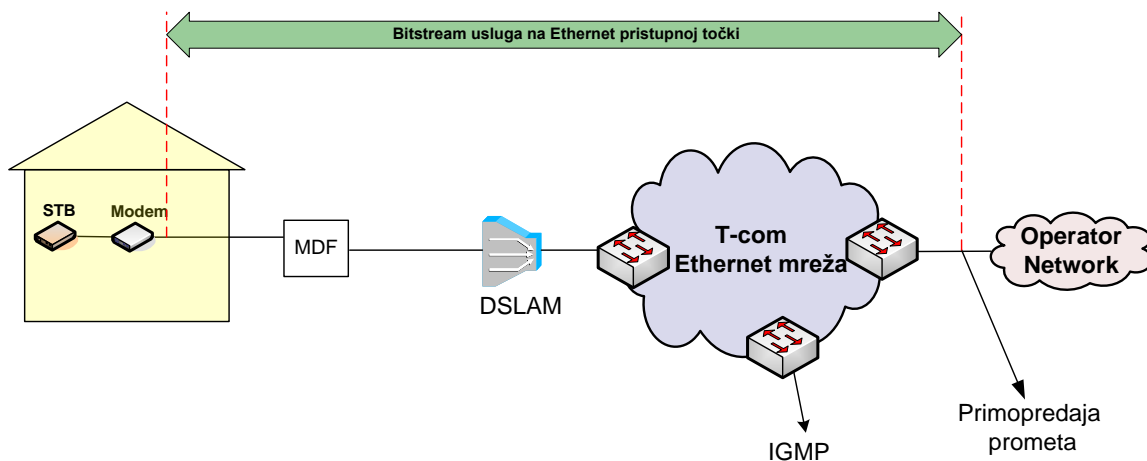 Bitstream usluga na Ethernet pristupnoj točki
STB
Modem
MDF
DSLAM
T-com
Ethernet mreža
Operator
Network
IGMP
Primopredaja
prometa